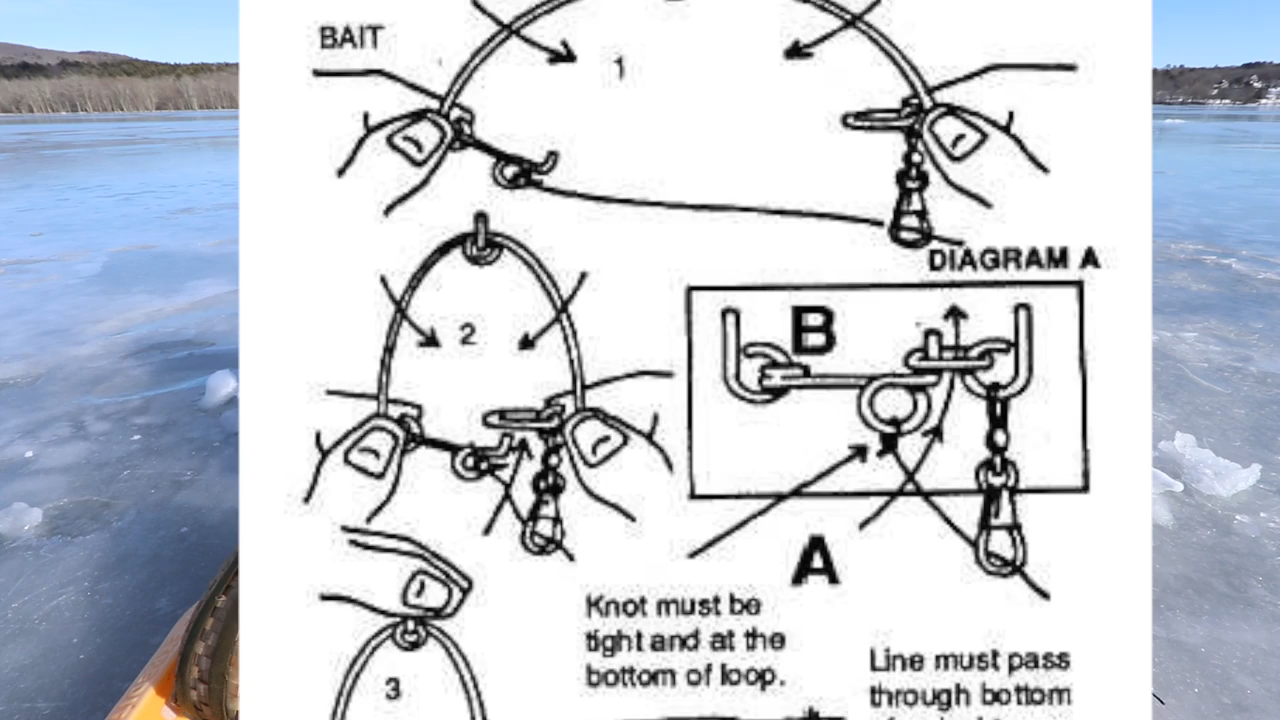 BAIT
1
DIAGRAM A
2
B
A
Knot must be
tight and at the
bottom of loop.
Line must pass
through bottom
3